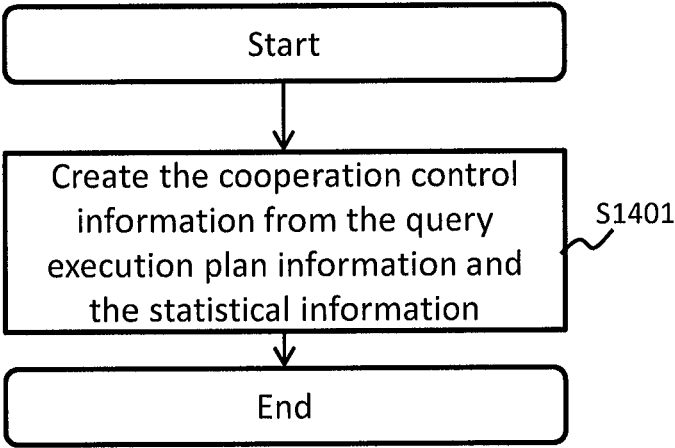 Start
Create the cooperation control
information from the query
S1401
execution plan information and
the statistical information
End